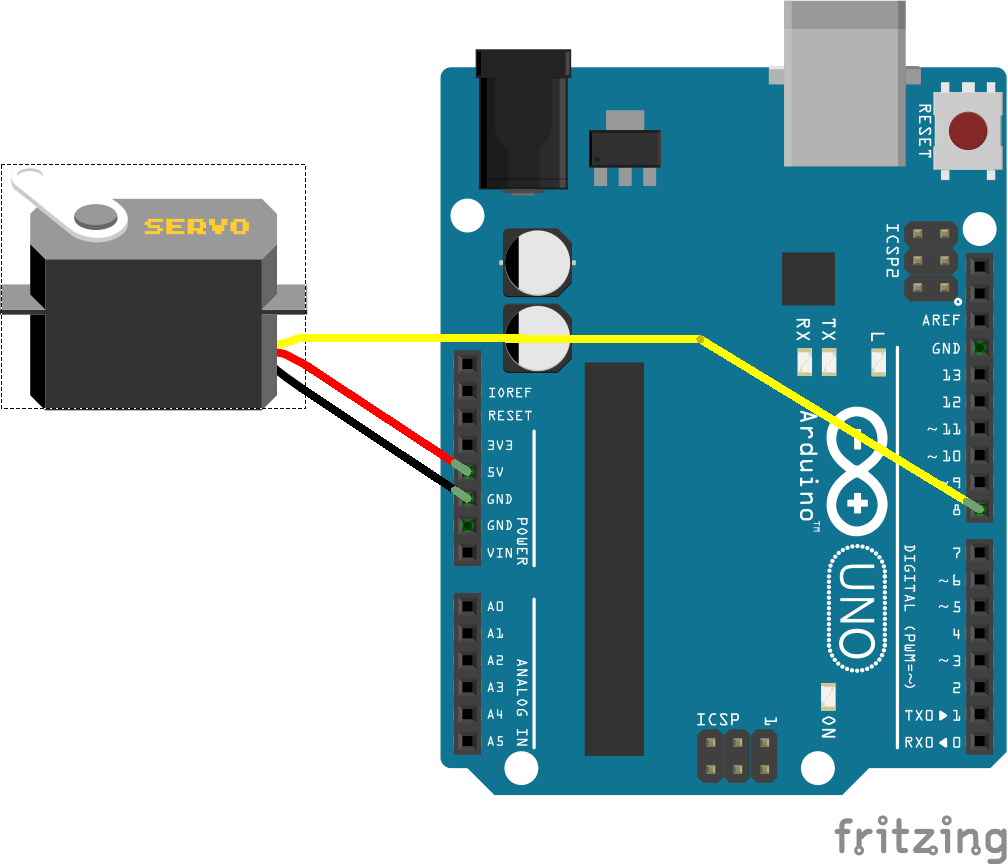 SERVO
RESET
ICSP2
AREF
GND
13
12
~11
~10
~9
8
RX
TX
L
IOREF
RESET
3V3
5V
GND
GND
VIN
POWER
Arduino™
UNO
7
~6
~5
4
~3
2
TX0▶1
RX0◀0
DIGITAL (PWM=~)
A0
A1
A2
A3
A4
A5
ANALOG IN
ICSP
1
ON
fritzing